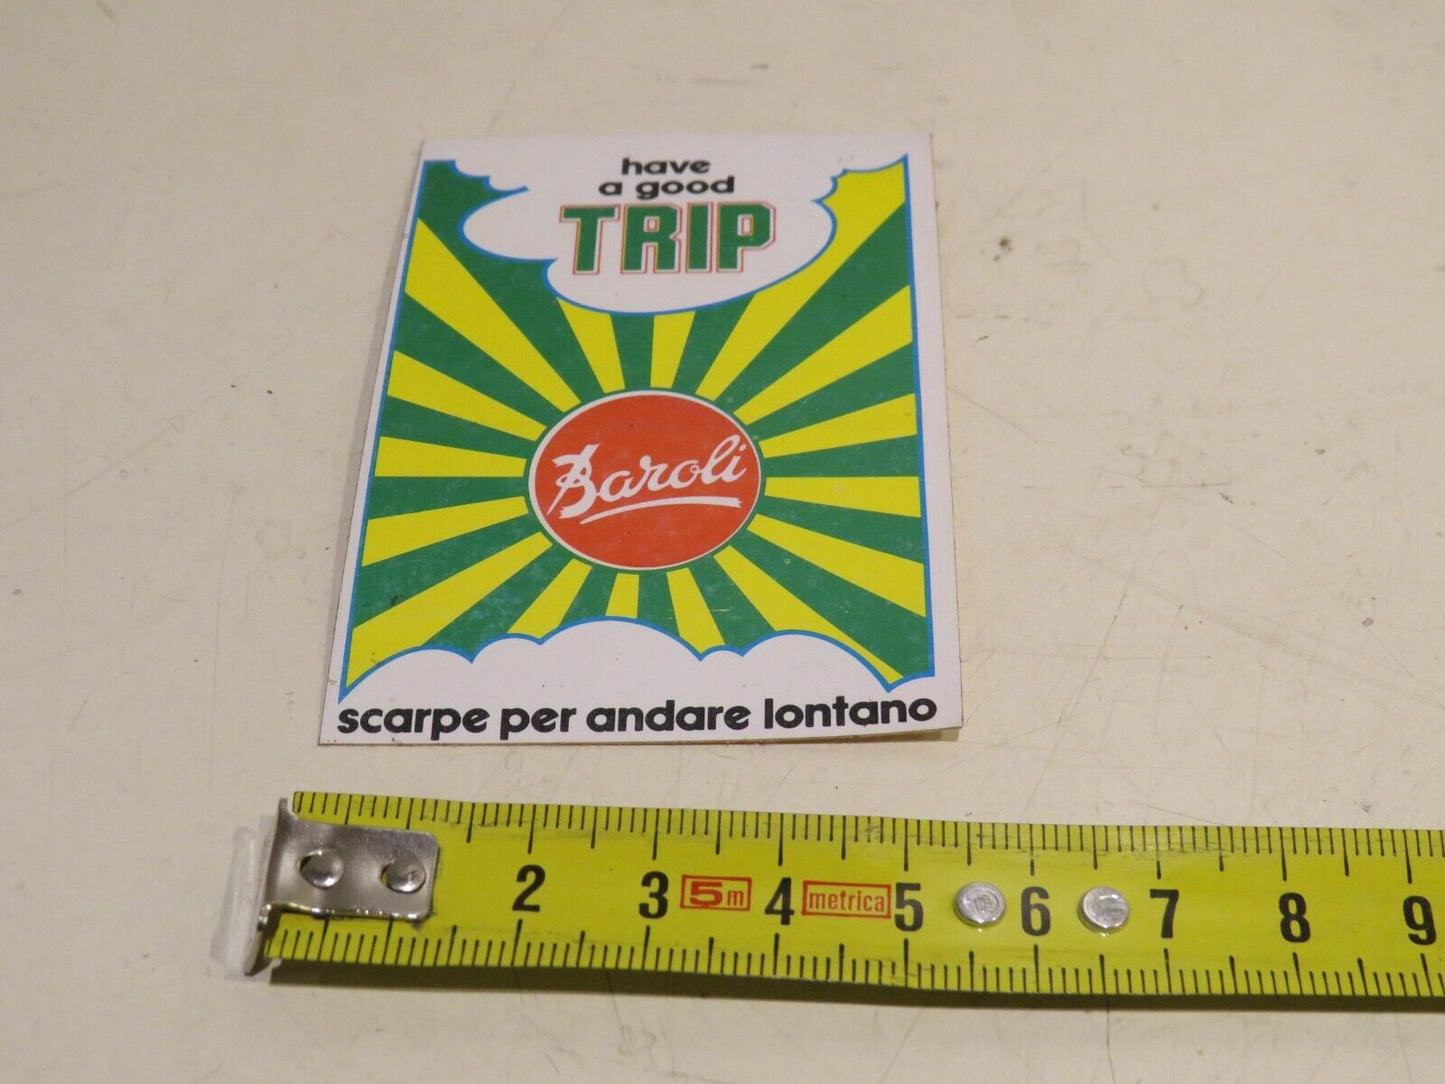 have
a good
TRIP
Baroli
scarpe per andare lontano
2 3 5m 4 metrica 5 6 7 8 9